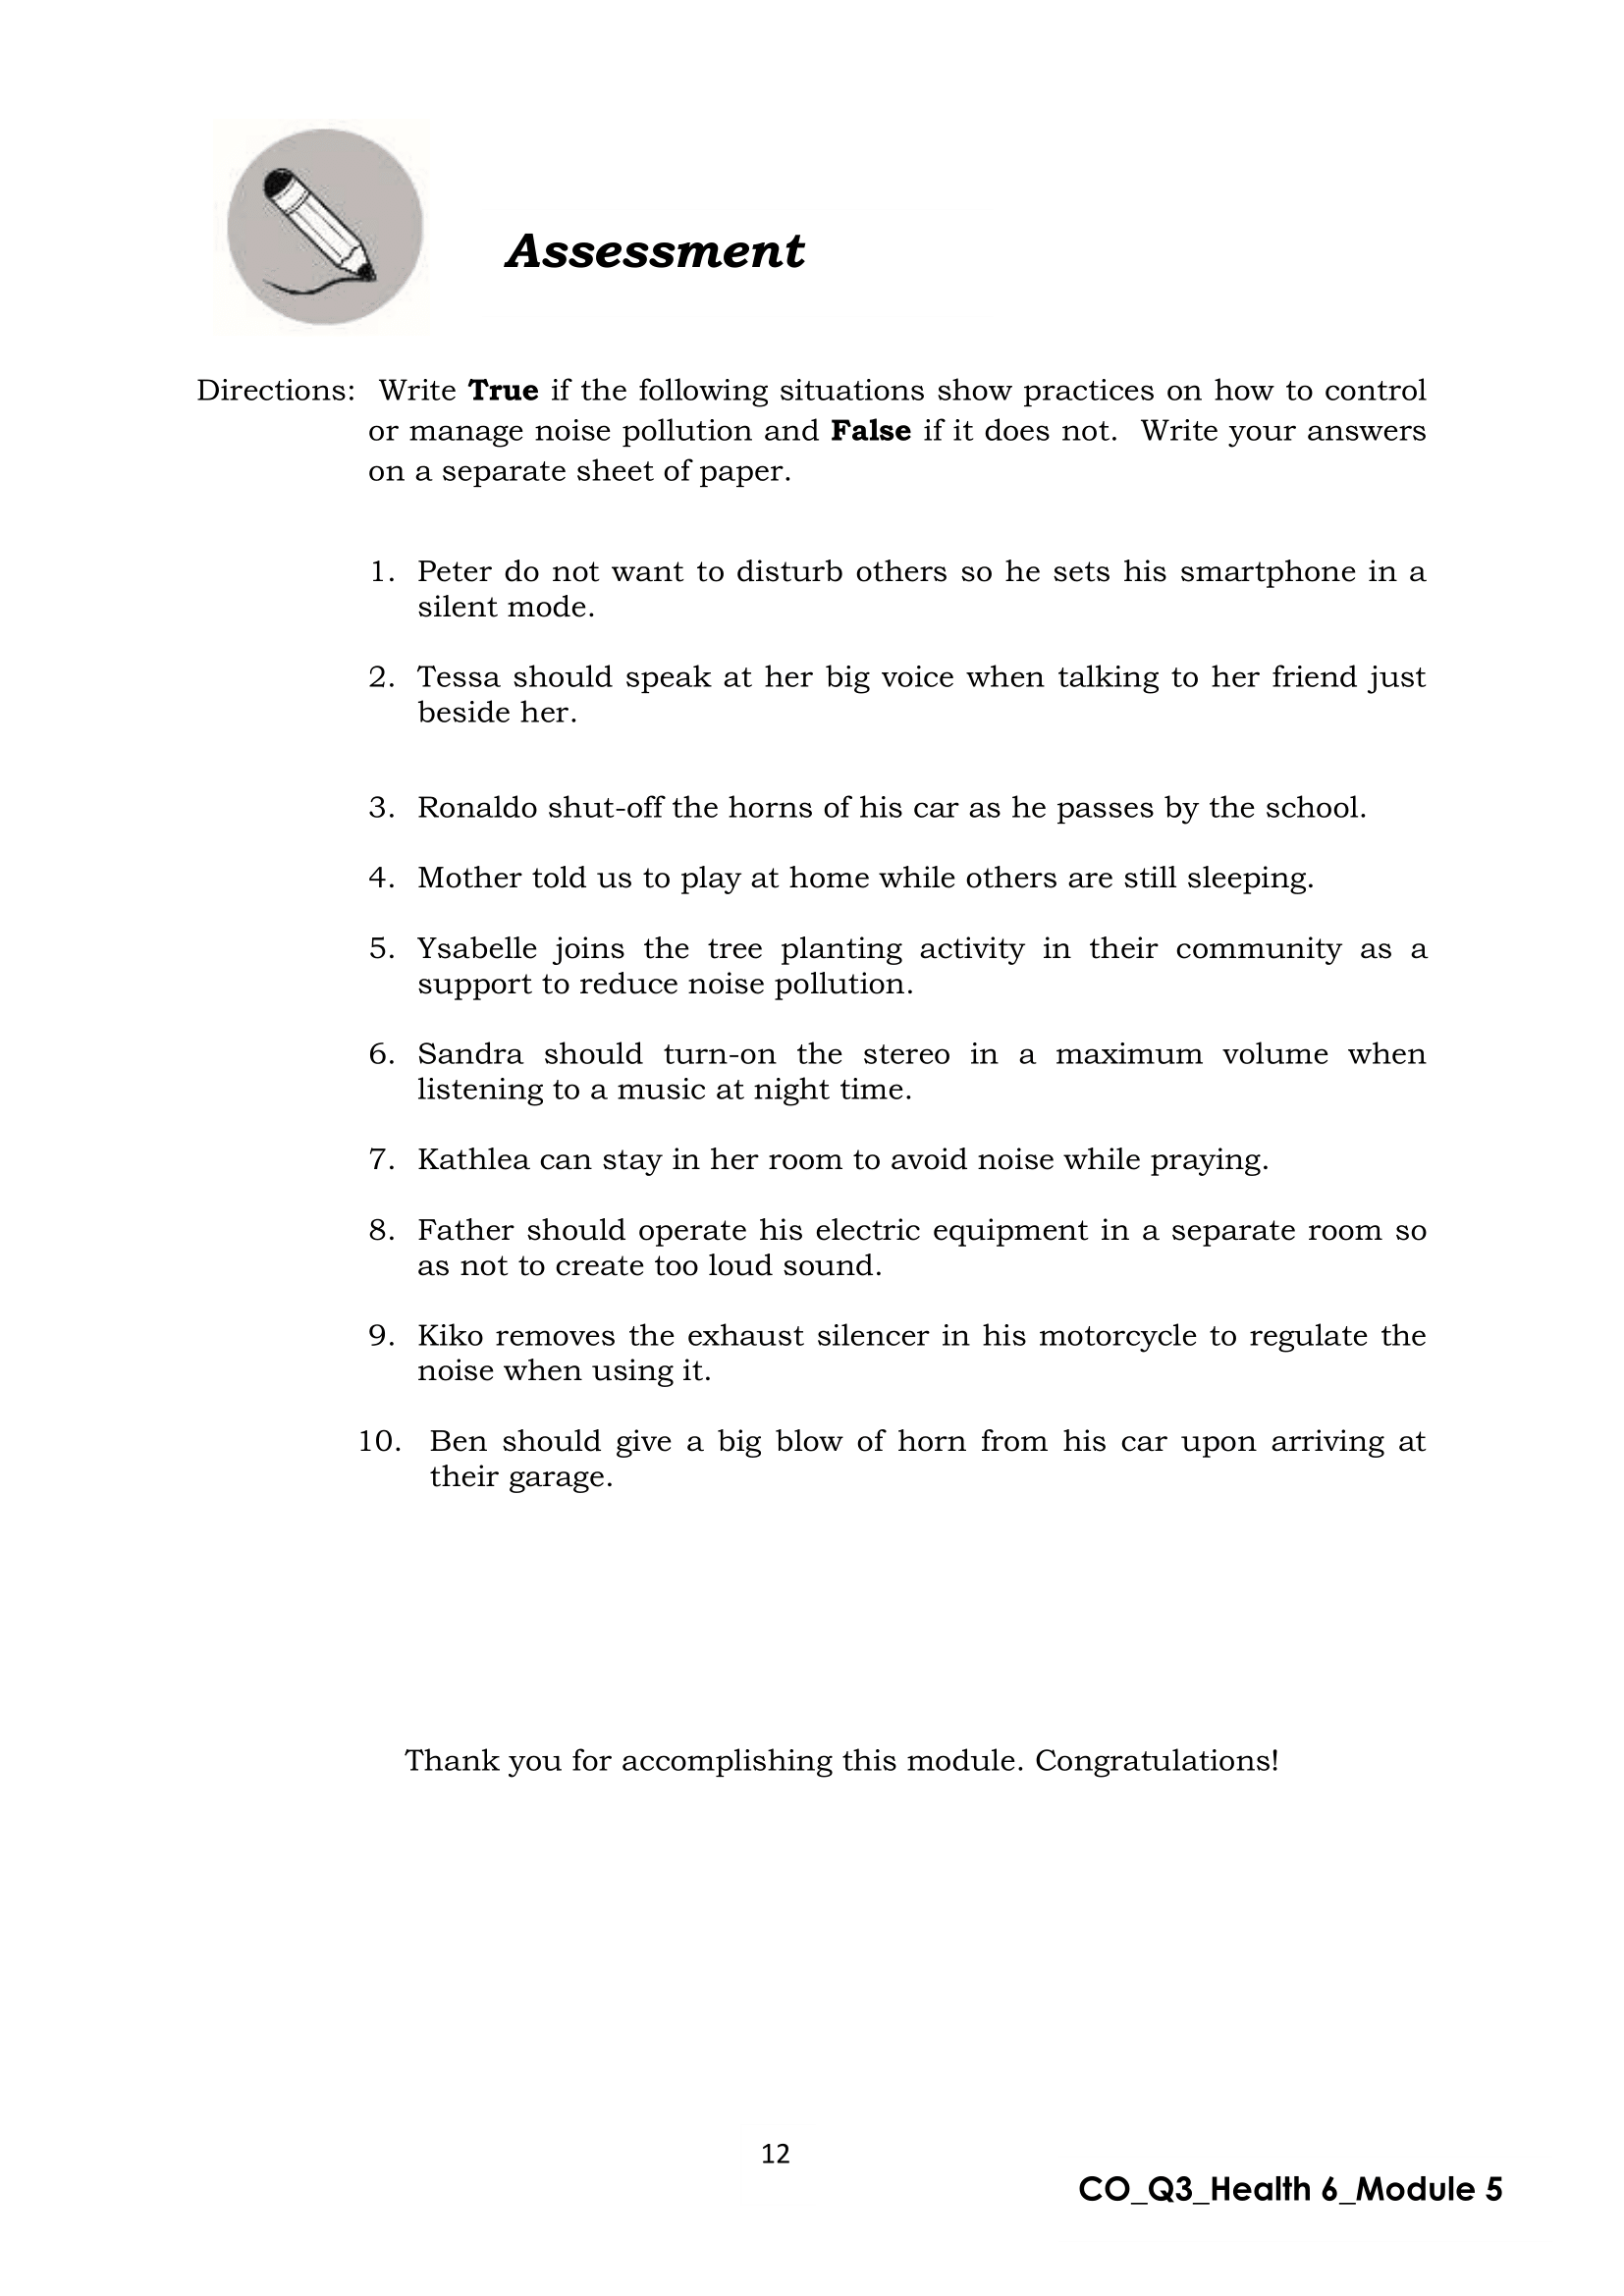 Assessment
Directions: Write True if the following situations show practices on how to control
or manage noise pollution and False if it does not. Write your answers
on a separate sheet of paper.
1. Peter do not want to disturb others so he sets his smartphone in a
silent mode.
2. Tessa should speak at her big voice when talking to her friend just
beside her.
3. Ronaldo shut-off the horns of his car as he passes by the school.
4. Mother told us to play at home while others are still sleeping.
5. Ysabelle joins the tree planting activity in their community as a
support to reduce noise pollution.
6. Sandra should turn-on the stereo in a maximum volume when
listening to a music at night time.
7. Kathlea can stay in her room to avoid noise while praying.
8. Father should operate his electric equipment in a separate room so
as not to create too loud sound.
9. Kiko removes the exhaust silencer in his motorcycle to regulate the
noise when using it.
10. Ben should give a big blow of horn from his car upon arriving at
their garage.
Thank you for accomplishing this module. Congratulations!
12
CO_Q3_Health 6_Module 5